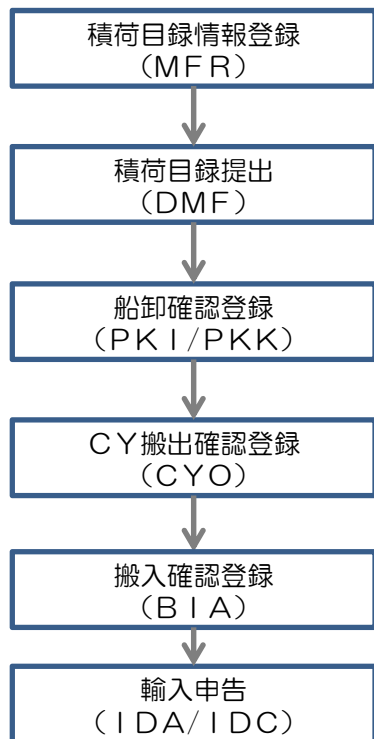 積荷目録情報登録
（ＭＦＲ）
積荷目録提出
（ＤＭＦ）
船卸確認登録
（ＰＫＩ/ＰＫＫ）
ＣＹ搬出確認登録
（ＣＹＯ）
搬入確認登録
（ＢＩＡ）
輸入申告
（ＩＤＡ/ＩＤＣ）